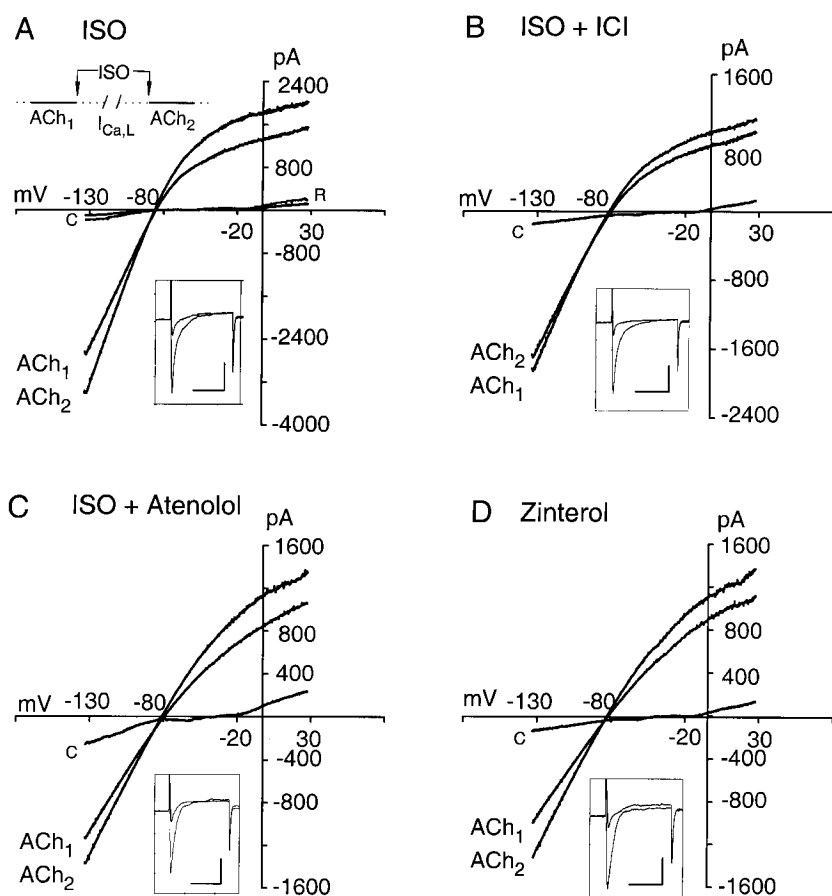 A ISO
pA
2400
ISO
ACh1 ICa,L ACh2
800
mV -130 -80
R
C
-20 30
-800
-2400
ACh1
ACh2
-4000
B ISO + ICI
pA
1600
800
mV -130 -80
C
-20 30
-800
ACh2
-1600
ACh1
-2400
C ISO + Atenolol
pA
1600
800
400
mV -130 -80
C
-20 30
-400
-800
ACh1
ACh2
-1600
D Zinterol
pA
1600
800
400
mV -130 -80
C
-20 30
-400
-800
ACh1
ACh2
-1600